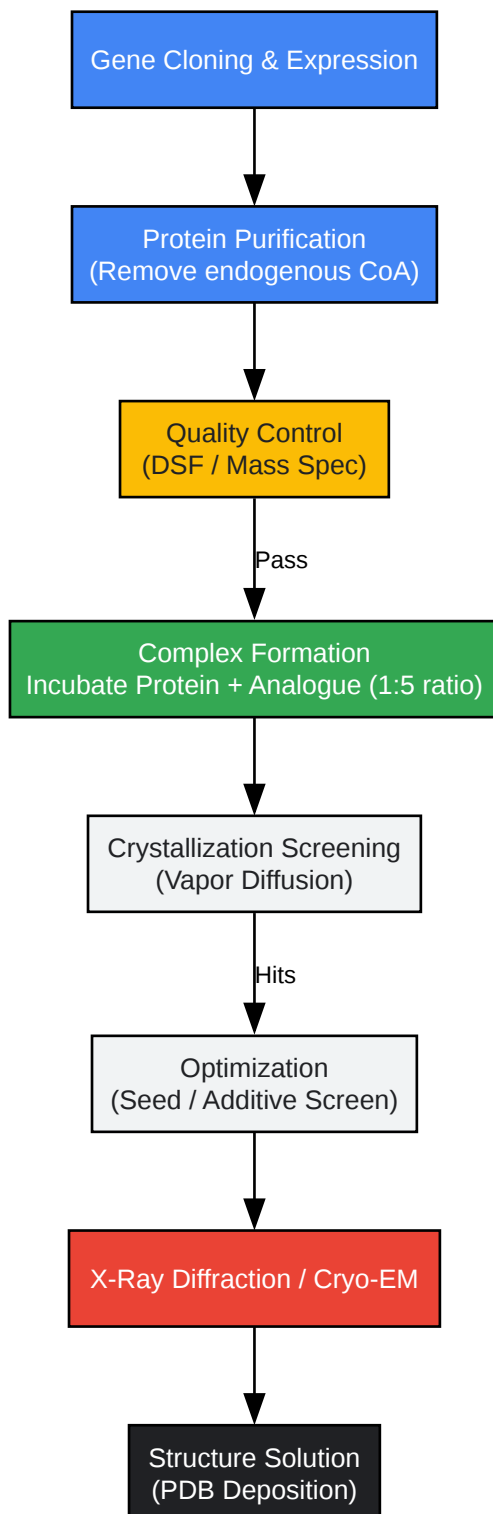 Gene Cloning & Expression
Protein Purification
(Remove endogenous CoA)
Quality Control
(DSF / Mass Spec)
Pass
Complex Formation
Incubate Protein + Analogue (1:5 ratio)
Crystallization Screening
(Vapor Diffusion)
Hits
Optimization
(Seed / Additive Screen)
X-Ray Diffraction / Cryo-EM
Structure Solution
(PDB Deposition)